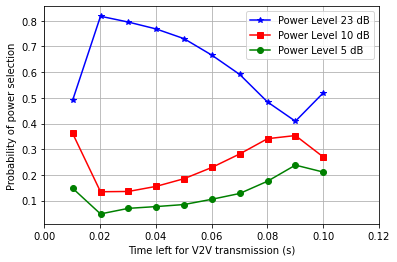 Power Level 23 dB
Power Level 10 dB
Power Level 5 dB
Probability of power selection
0.8
0.7
0.6
0.5
0.4
0.3
0.2
0.1
0.00 0.02 0.04 0.06 0.08 0.10 0.12
Time left for V2V transmission (s)